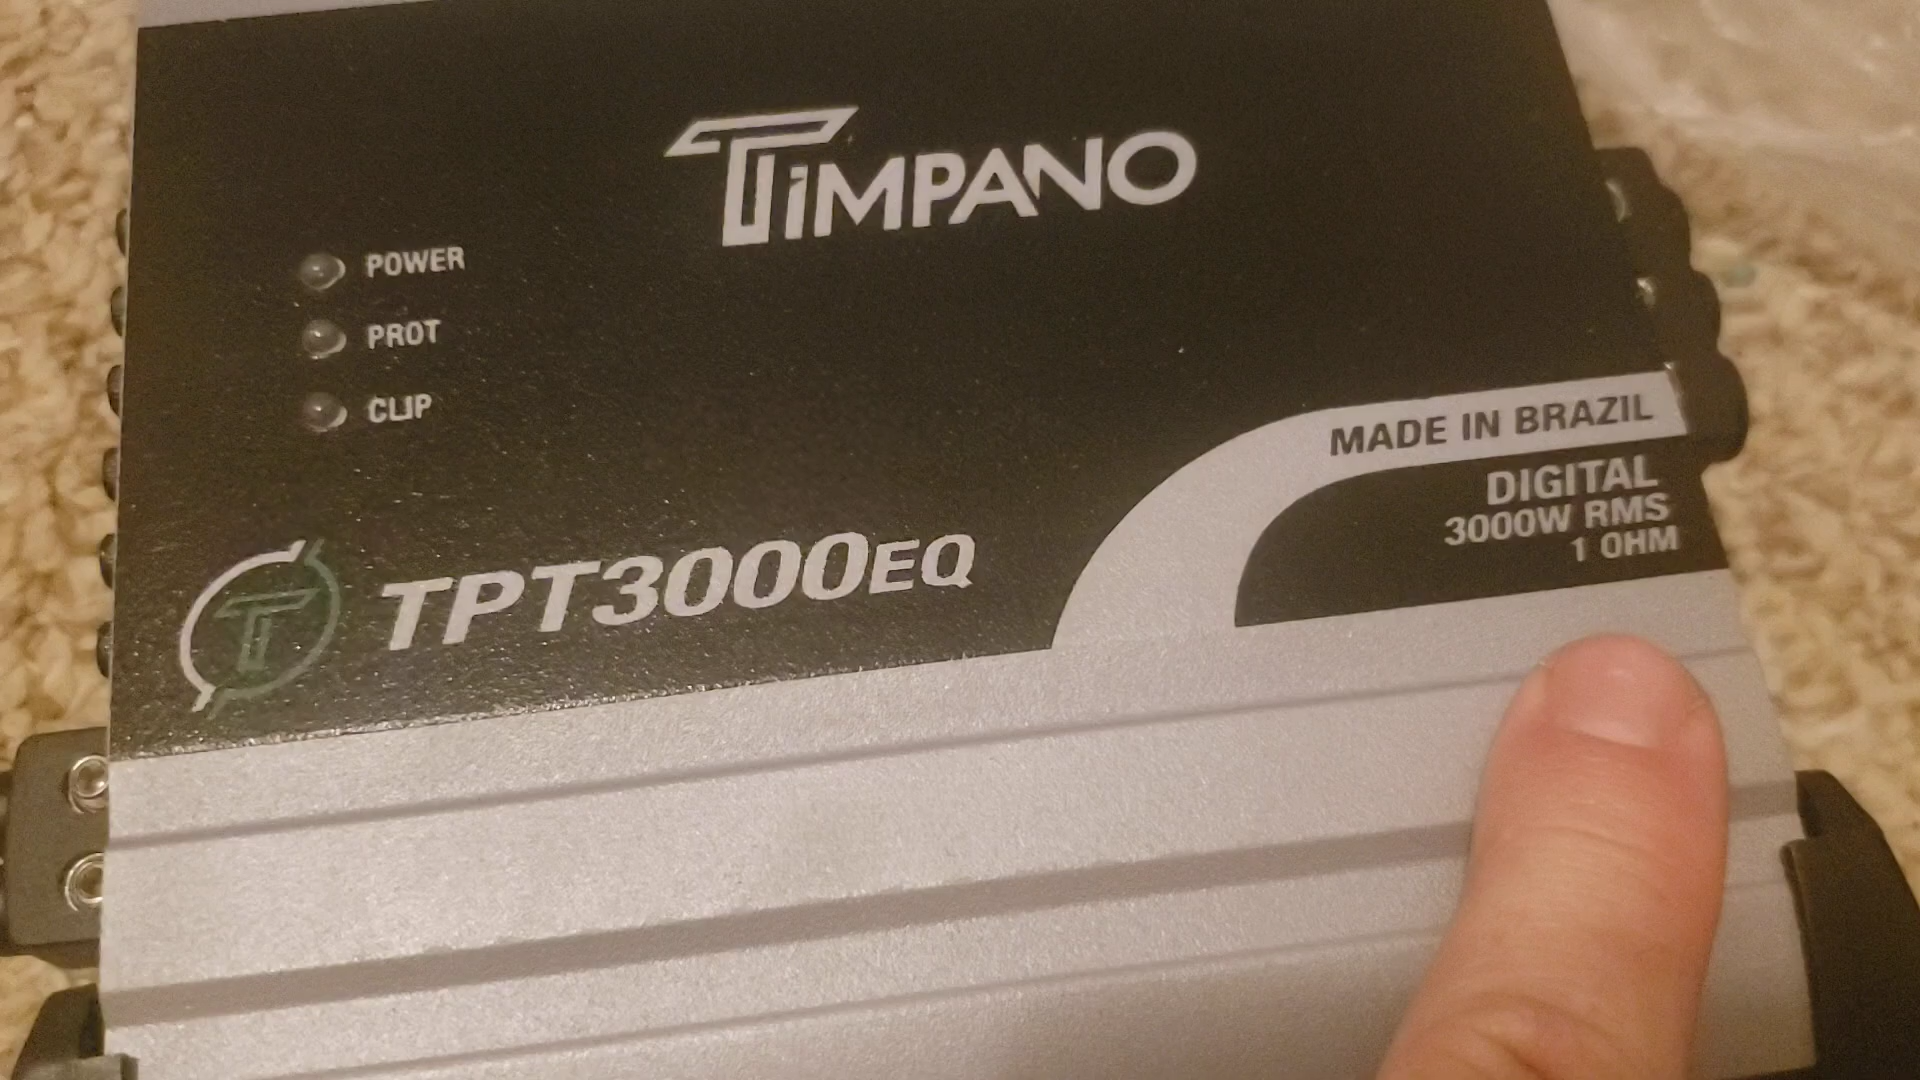 TiMPANO
POWER
PROT
CLIP
MADE IN BRAZIL
DIGITAL
3000W RMS
1 OHM
TPT3000EQ